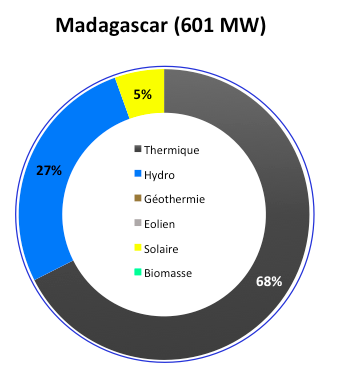 Madagascar (601 MW)
5%
Thermique
27%
Hydro
Géothermie
Eolien
Solaire
Biomasse
68%